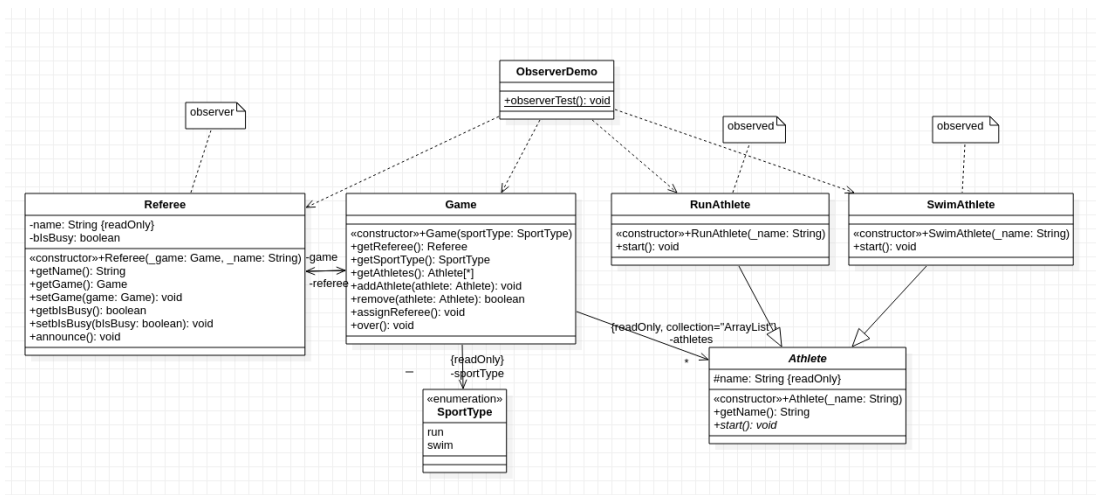 ObserverDemo
+observerTest(): void
observer
observed
observed
Referee
-name: String {readOnly}
-bIsBusy: boolean
«constructor»+Referee(_game: Game, _name: String)
+getName(): String
+getGame(): Game
+setGame(game: Game): void
+getbIsBusy(): boolean
+setbIsBusy(bIsBusy: boolean): void
+announce(): void
-game
-referee
Game
«constructor»+Game(sportType: SportType)
+getReferee(): Referee
+getSportType(): SportType
+getAthletes(): Athlete[*]
+addAthlete(athlete: Athlete): void
+remove(athlete: Athlete): boolean
+assignReferee(): void
+over(): void
RunAthlete
«constructor»+RunAthlete(_name: String)
+start(): void
SwimAthlete
«constructor»+SwimAthlete(_name: String)
+start(): void
{readOnly, collection="ArrayList"}
-athletes
*
{readOnly}
-sportType
«enumeration»
SportType
run
swim
Athlete
#name: String {readOnly}
«constructor»+Athlete(_name: String)
+getName(): String
+start(): void